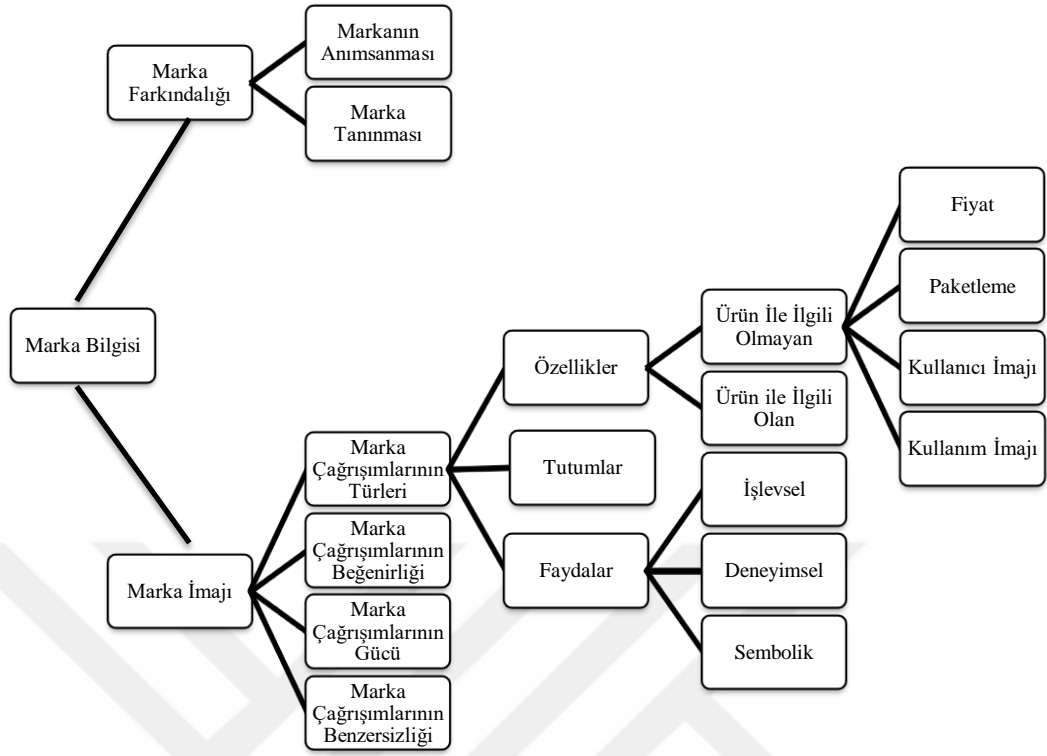 Marka
Farkındalığı
Markanın
Anımsanması
Marka
Tanınması
Marka Bilgisi
Marka İmajı
Marka
Çağrışımlarının
Türleri
Marka
Çağrışımlarının
Beğenirliği
Marka
Çağrışımlarının
Gücü
Marka
Çağrışımlarının
Benzersizliği
Özellikler
Tutumlar
Faydalar
Ürün İle İlgili
Olmayan
Ürün ile İlgili
Olan
İşlevsel
Deneyimsel
Sembolik
Fiyat
Paketleme
Kullanıcı İmajı
Kullanım İmajı